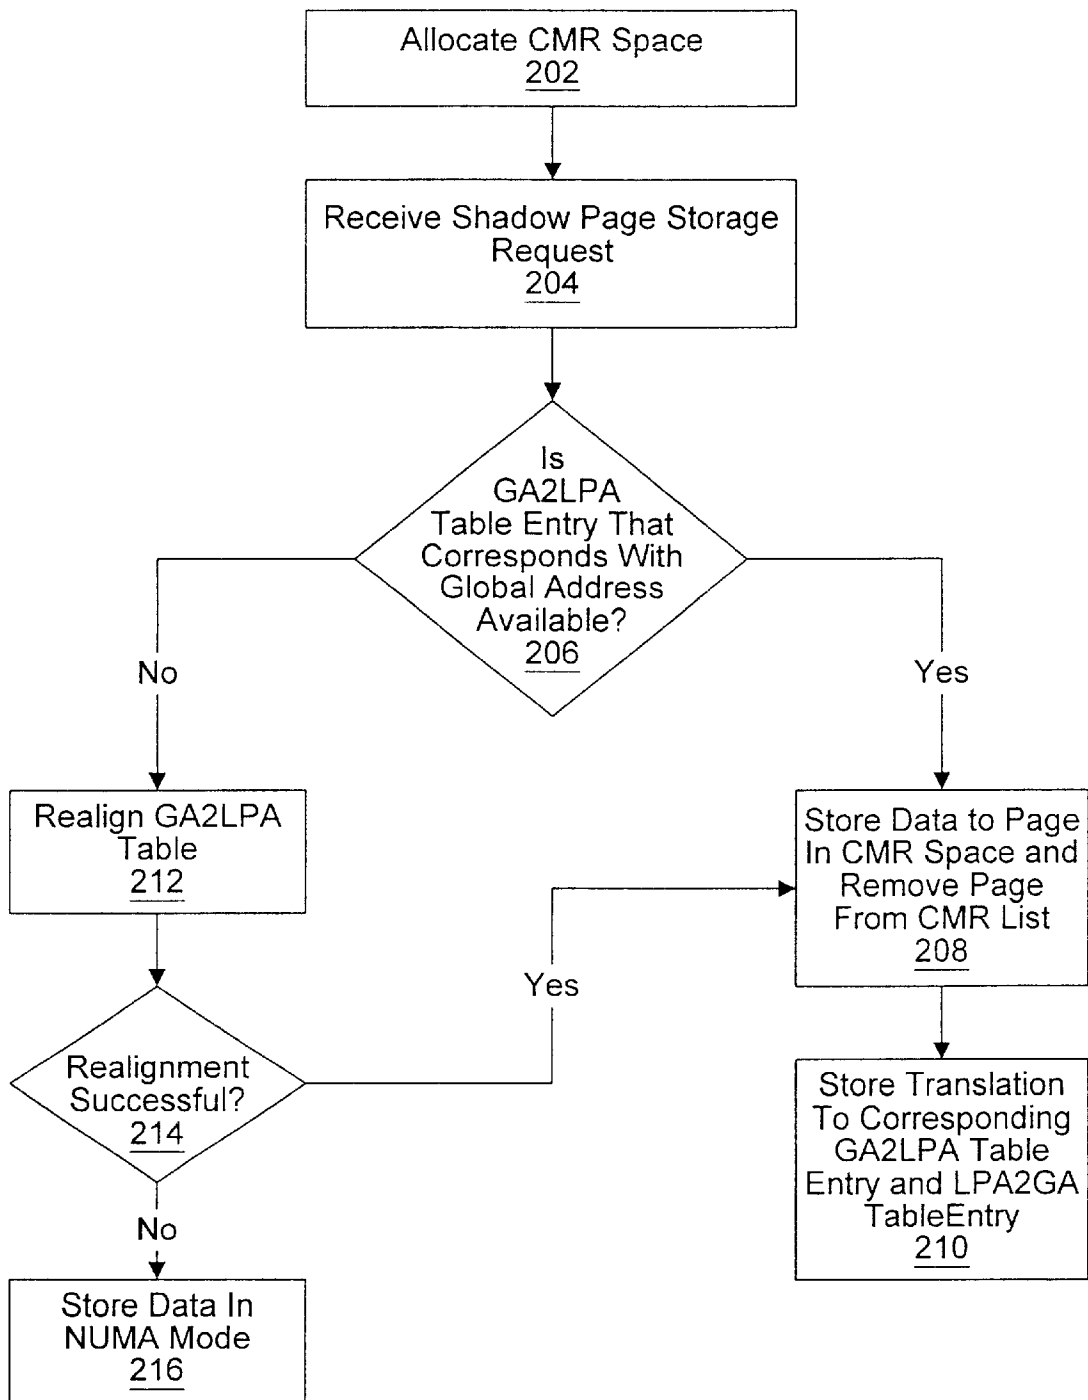 Allocate CMR Space
202
Receive Shadow Page Storage
Request
204
Is
GA2LPA
Table Entry That
Corresponds With
Global Address
Available?
206
No
Yes
Realign GA2LPA
Table
212
Store Data to Page
In CMR Space and
Remove Page
From CMR List
208
Yes
Realignment
Successful?
214
Store Translation
To Corresponding
GA2LPA Table
Entry and LPA2GA
TableEntry
210
No
Store Data In
NUMA Mode
216